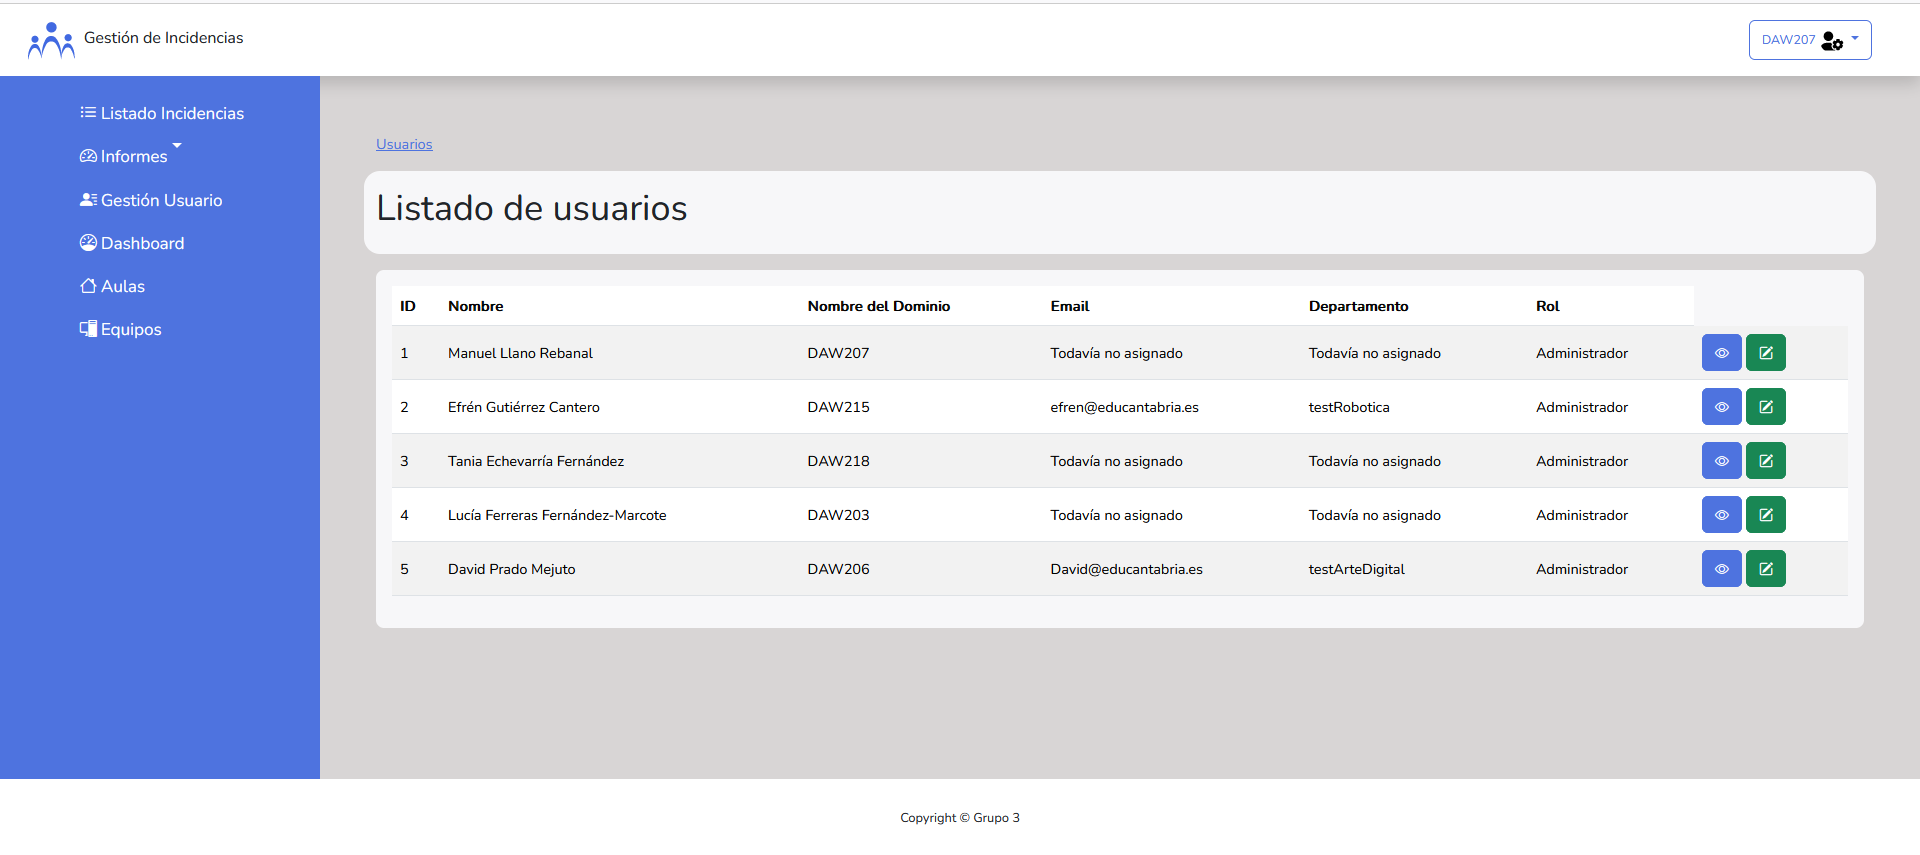 Gestión de Incidencias
DAW207
Listado Incidencias
Informes
Gestión Usuario
Dashboard
Aulas
Equipos
Usuarios
Listado de usuarios
ID Nombre Nombre del Dominio Email Departamento Rol
1 Manuel Llano Rebanal DAW207 Todavía no asignado Todavía no asignado Administrador
2 Efrén Gutiérrez Cantero DAW215 efren@educantabria.es testRobotica Administrador
3 Tania Echevarría Fernández DAW218 Todavía no asignado Todavía no asignado Administrador
4 Lucía Ferreras Fernández-Marcote DAW203 Todavía no asignado Todavía no asignado Administrador
5 David Prado Mejuto DAW206 David@educantabria.es testArteDigital Administrador
Copyright © Grupo 3